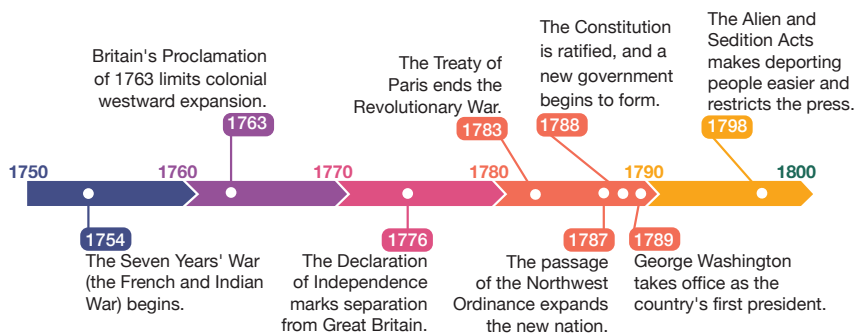 Britain's Proclamation
of 1763 limits colonial
westward expansion.
1763
The Treaty of
Paris ends the
Revolutionary War.
1783
The Constitution
is ratified, and a
new government
begins to form.
1788
The Alien and
Sedition Acts
makes deporting
people easier and
restricts the press.
1798
1750
1760
1770
1780
1790
1800
1754
The Seven Years' War
(the French and Indian
War) begins.
1776
The Declaration
of Independence
marks separation
from Great Britain.
1787
The passage
of the Northwest
Ordinance expands
the new nation.
1789
George Washington
takes office as the
country's first president.